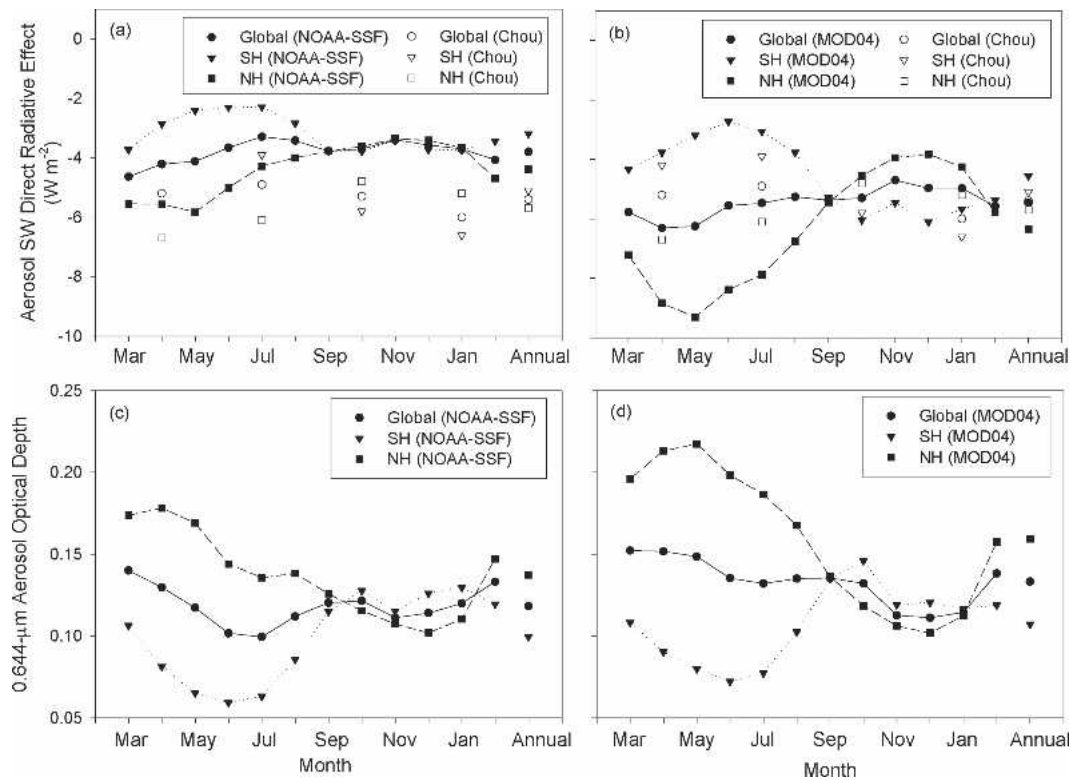 (a)
Global (NOAA-SSF)
SH (NOAA-SSF)
NH (NOAA-SSF)
Global (Chou)
SH (Chou)
NH (Chou)
Aerosol SW Direct Radiative Effect
(W m-2)
0
-2
-4
-6
-8
-10
Mar May Jul Sep Nov Jan Annual
(b)
Global (MOD04)
SH (MOD04)
NH (MOD04)
Global (Chou)
SH (Chou)
NH (Chou)
Mar May Jul Sep Nov Jan Annual
(c)
Global (NOAA-SSF)
SH (NOAA-SSF)
NH (NOAA-SSF)
0.644-μm Aerosol Optical Depth
0.25
0.20
0.15
0.10
0.05
Mar May Jul Sep Nov Jan Annual
Month
(d)
Global (MOD04)
SH (MOD04)
NH (MOD04)
Mar May Jul Sep Nov Jan Annual
Month